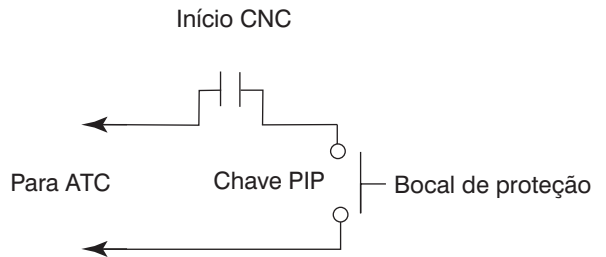 Início CNC
Para ATC
Chave PIP
Bocal de proteção